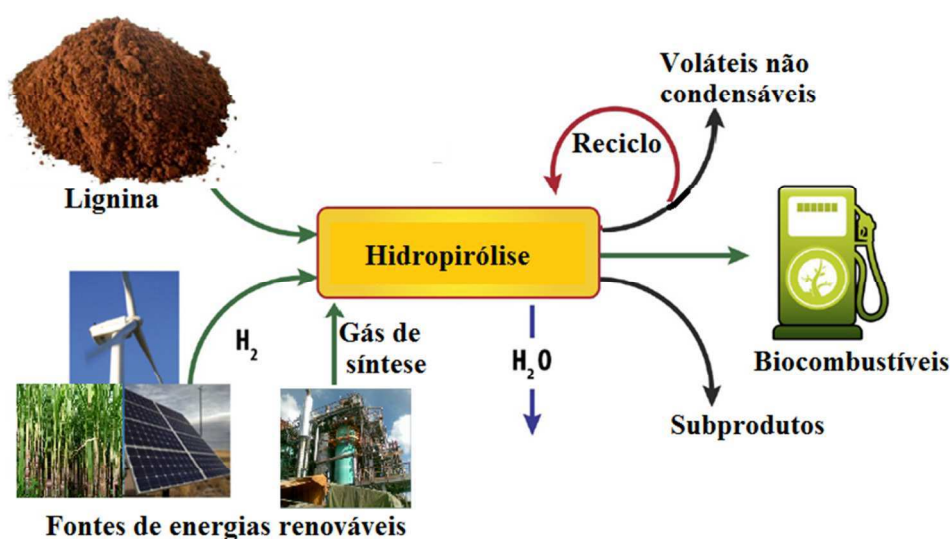 Voláteis não
condensáveis
Reciclo
Lignina
Hidropirólise
H₂
Gás de
síntese
H₂O
Biocombustíveis
Subprodutos
Fontes de energias renováveis